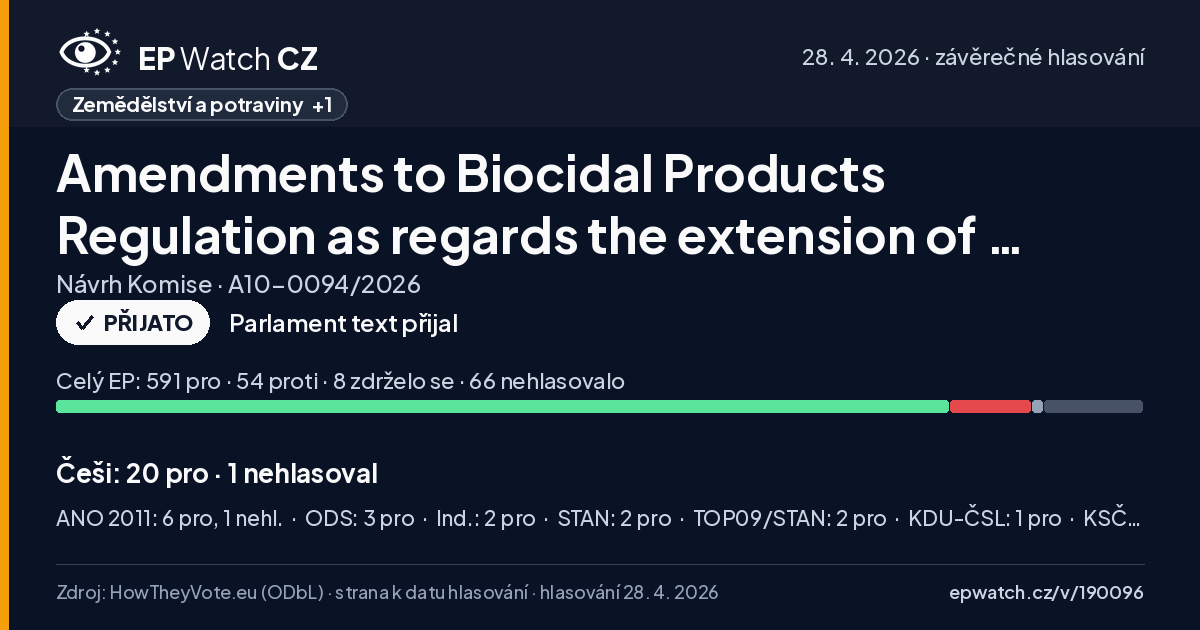 EP Watch CZ
28. 4. 2026 · závěrečné hlasování
Zemědělství a potraviny +1
Amendments to Biocidal Products
Regulation as regards the extension of …
Návrh Komise · A10-0094/2026
✓ PŘIJATO Parlament text přijal
Celý EP: 591 pro · 54 proti · 8 zdrželo se · 66 nehlasovalo
Češi: 20 pro · 1 nehlasoval
ANO 2011: 6 pro, 1 nehl. · ODS: 3 pro · Ind.: 2 pro · STAN: 2 pro · TOP09/STAN: 2 pro · KDU-ČSL: 1 pro · KSČ…
Zdroj: HowTheyVote.eu (ODbL) · strana k datu hlasování · hlasování 28. 4. 2026
epwatch.cz/v/190096